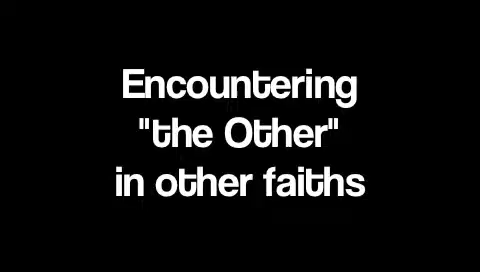 Encountering
"the Other"
in other faiths